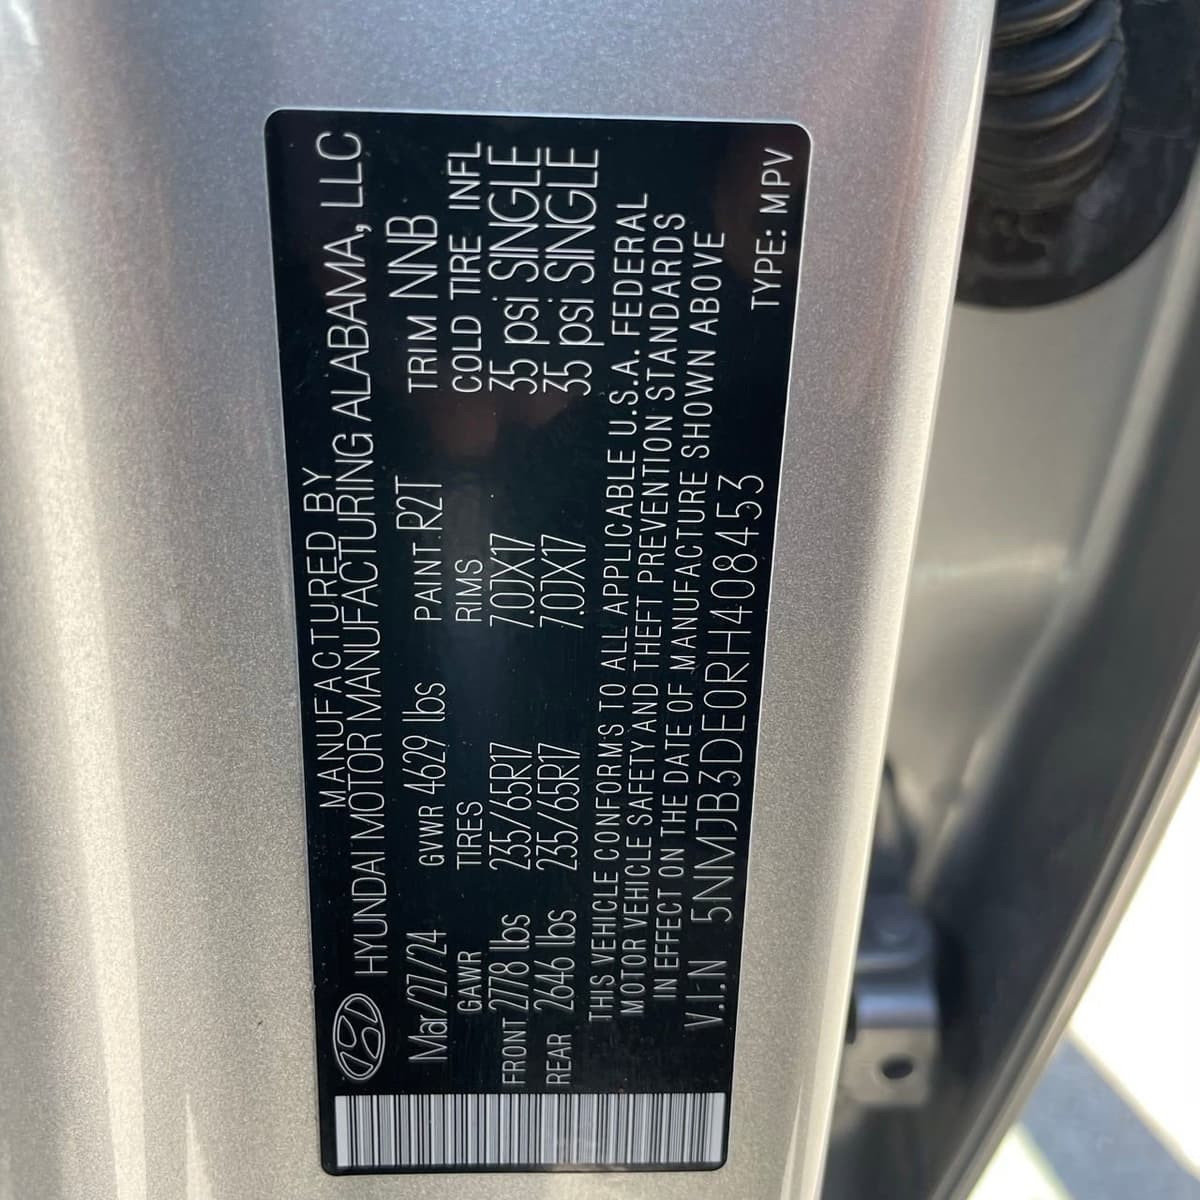 MANUFACTURED BY
HYUNDAI MOTOR MANUFACTURING ALABAMA, LLC
Mar/27/24 GVWR 4629 lbs PAINT R2T TRIM NNB
GAWR TIRES RIMS COLD TIRE INFL
FRONT 2778 lbs 235/65R17 7.0JX17 35 psi SINGLE
REAR 2646 lbs 235/65R17 7.0JX17 35 psi SINGLE
THIS VEHICLE CONFORMS TO ALL APPLICABLE U.S.A. FEDERAL
MOTOR VEHICLE SAFETY AND THEFT PREVENTION STANDARDS
IN EFFECT ON THE DATE OF MANUFACTURE SHOWN ABOVE
V.I.N 5NMJB3DE0RH408453
TYPE: MPV